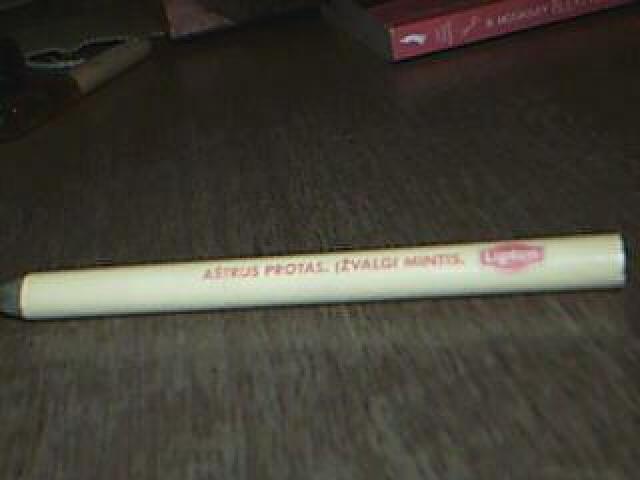 AŠTRUS PROTAS. ĮŽVALGI MINTIS.
Lipton